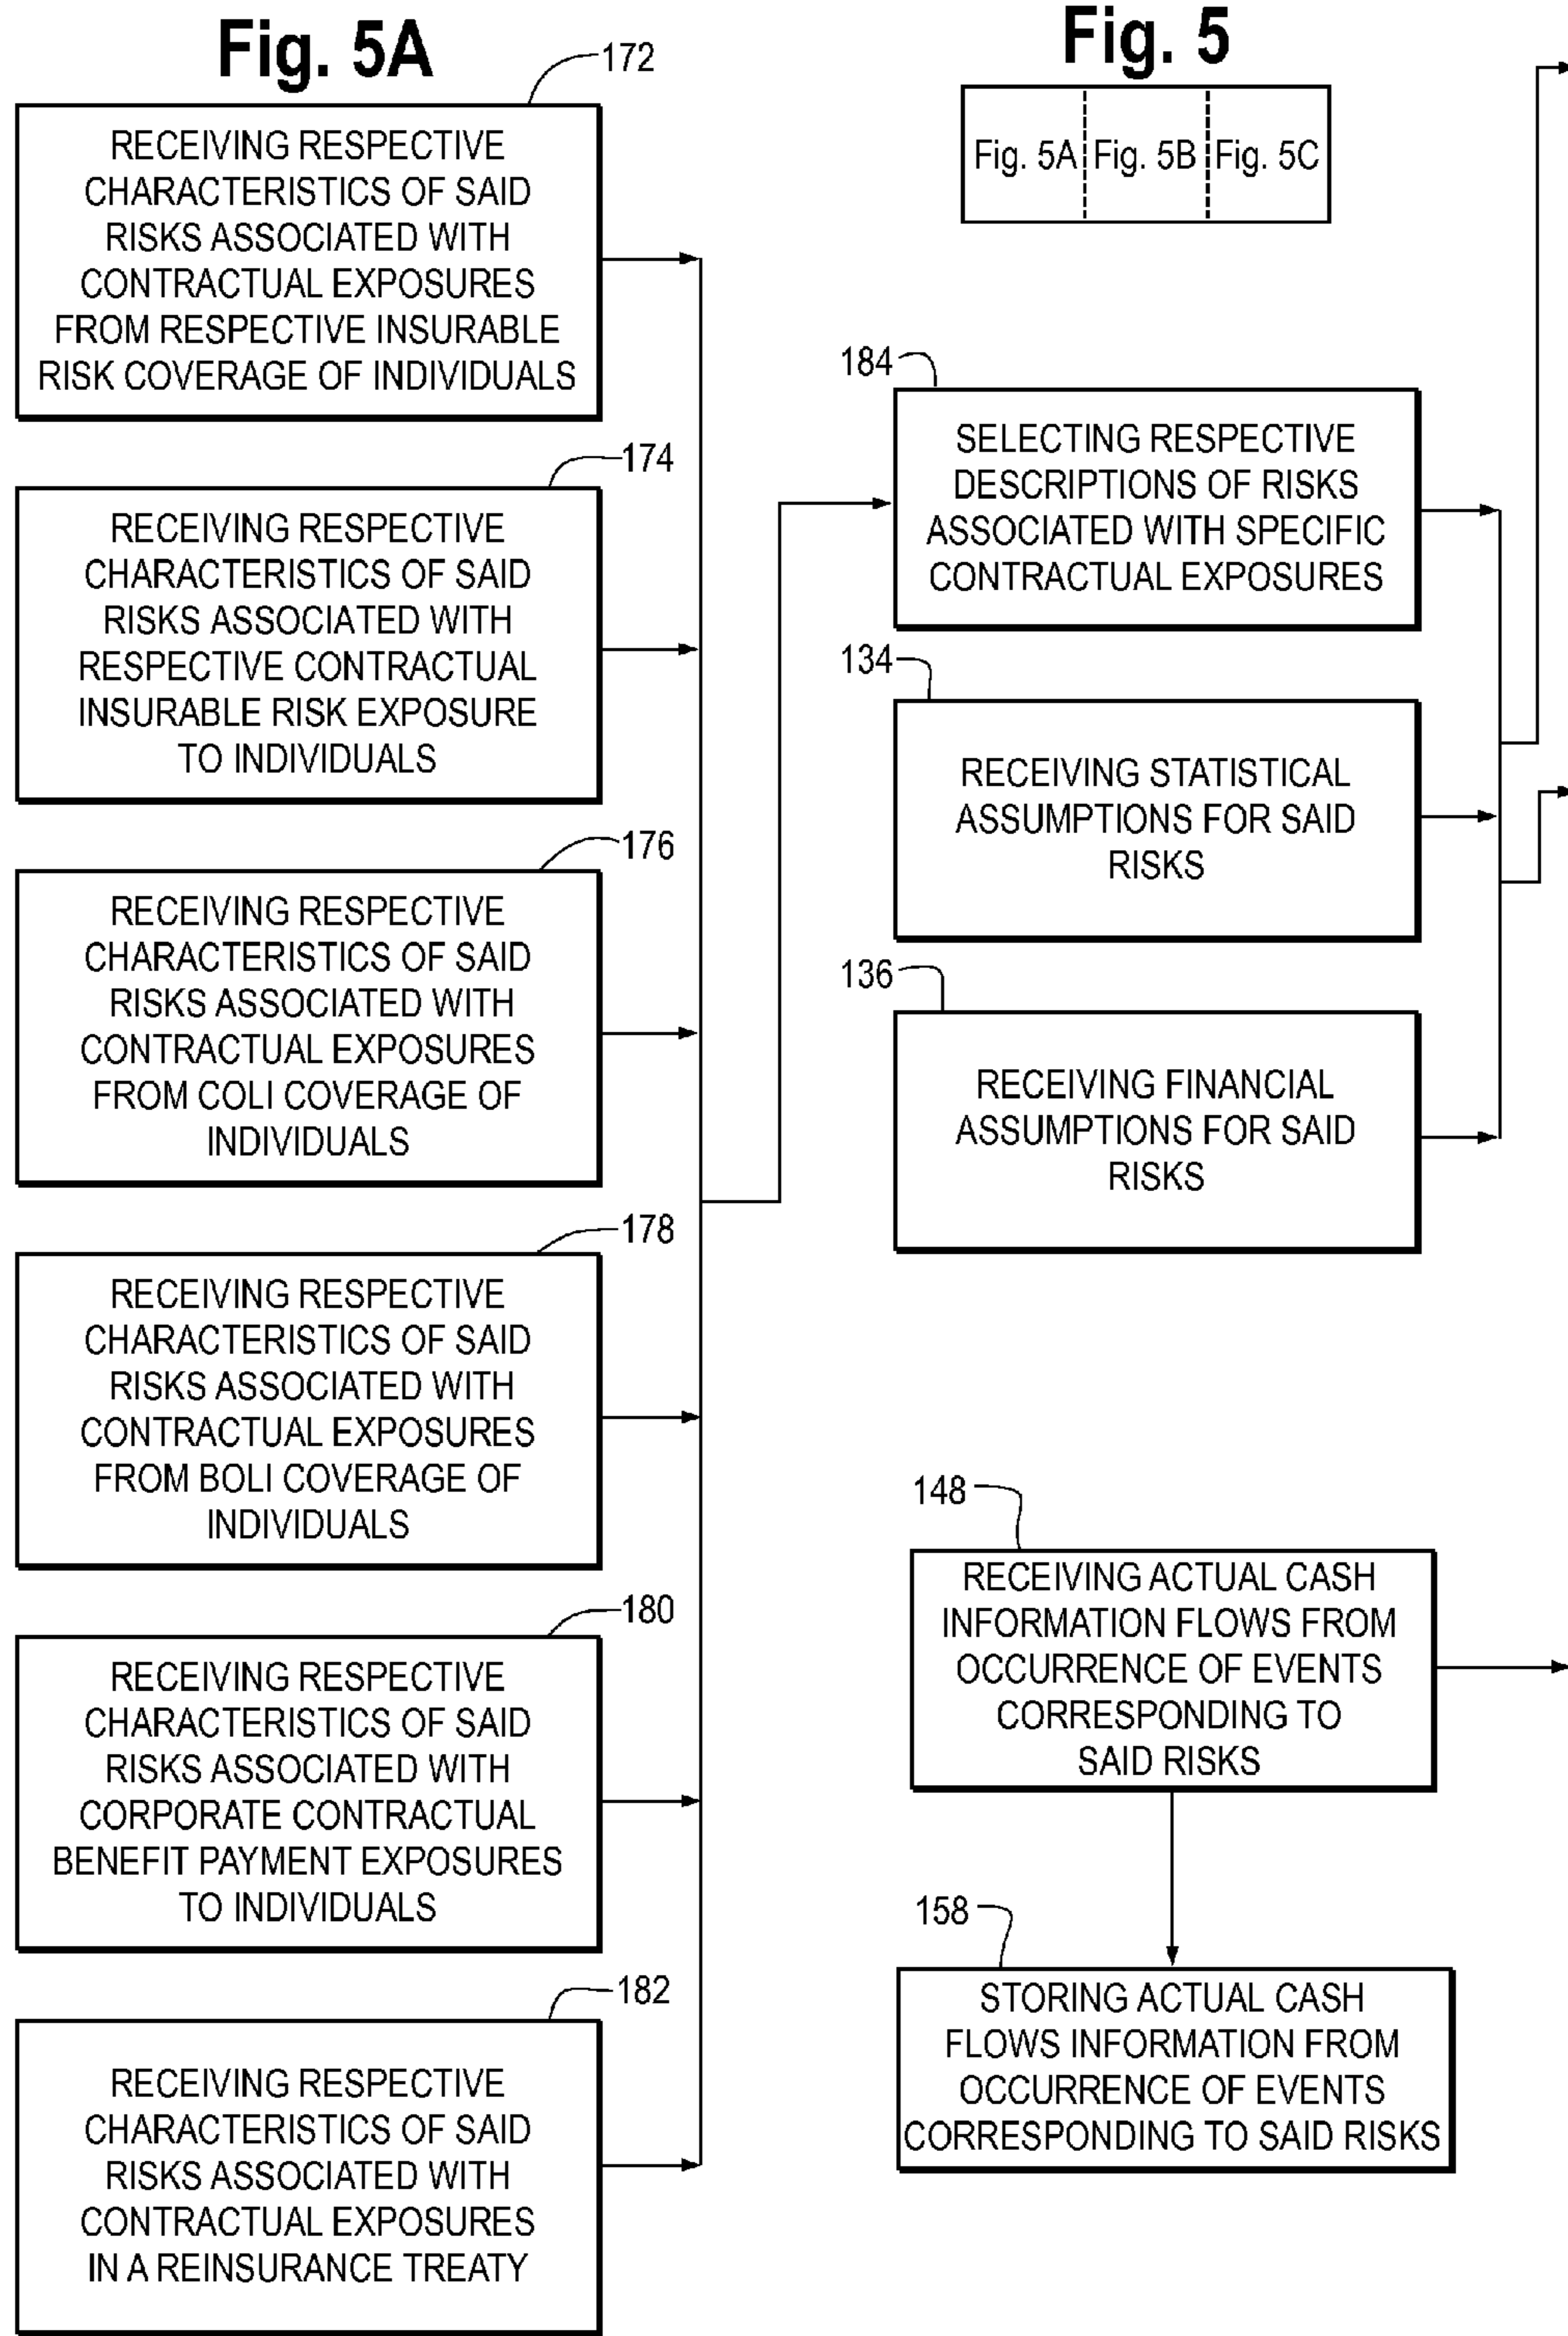 Fig. 5A
172
RECEIVING RESPECTIVE
CHARACTERISTICS OF SAID
RISKS ASSOCIATED WITH
CONTRACTUAL EXPOSURES
FROM RESPECTIVE INSURABLE
RISK COVERAGE OF INDIVIDUALS
174
RECEIVING RESPECTIVE
CHARACTERISTICS OF SAID
RISKS ASSOCIATED WITH
RESPECTIVE CONTRACTUAL
INSURABLE RISK EXPOSURE
TO INDIVIDUALS
176
RECEIVING RESPECTIVE
CHARACTERISTICS OF SAID
RISKS ASSOCIATED WITH
CONTRACTUAL EXPOSURES
FROM COLI COVERAGE OF
INDIVIDUALS
178
RECEIVING RESPECTIVE
CHARACTERISTICS OF SAID
RISKS ASSOCIATED WITH
CONTRACTUAL EXPOSURES
FROM BOLI COVERAGE OF
INDIVIDUALS
180
RECEIVING RESPECTIVE
CHARACTERISTICS OF SAID
RISKS ASSOCIATED WITH
CORPORATE CONTRACTUAL
BENEFIT PAYMENT EXPOSURES
TO INDIVIDUALS
182
RECEIVING RESPECTIVE
CHARACTERISTICS OF SAID
RISKS ASSOCIATED WITH
CONTRACTUAL EXPOSURES
IN A REINSURANCE TREATY
Fig. 5
Fig. 5A Fig. 5B Fig. 5C
184
SELECTING RESPECTIVE
DESCRIPTIONS OF RISKS
ASSOCIATED WITH SPECIFIC
CONTRACTUAL EXPOSURES
134
RECEIVING STATISTICAL
ASSUMPTIONS FOR SAID
RISKS
136
RECEIVING FINANCIAL
ASSUMPTIONS FOR SAID
RISKS
148
RECEIVING ACTUAL CASH
INFORMATION FLOWS FROM
OCCURRENCE OF EVENTS
CORRESPONDING TO
SAID RISKS
158
STORING ACTUAL CASH
FLOWS INFORMATION FROM
OCCURRENCE OF EVENTS
CORRESPONDING TO SAID RISKS